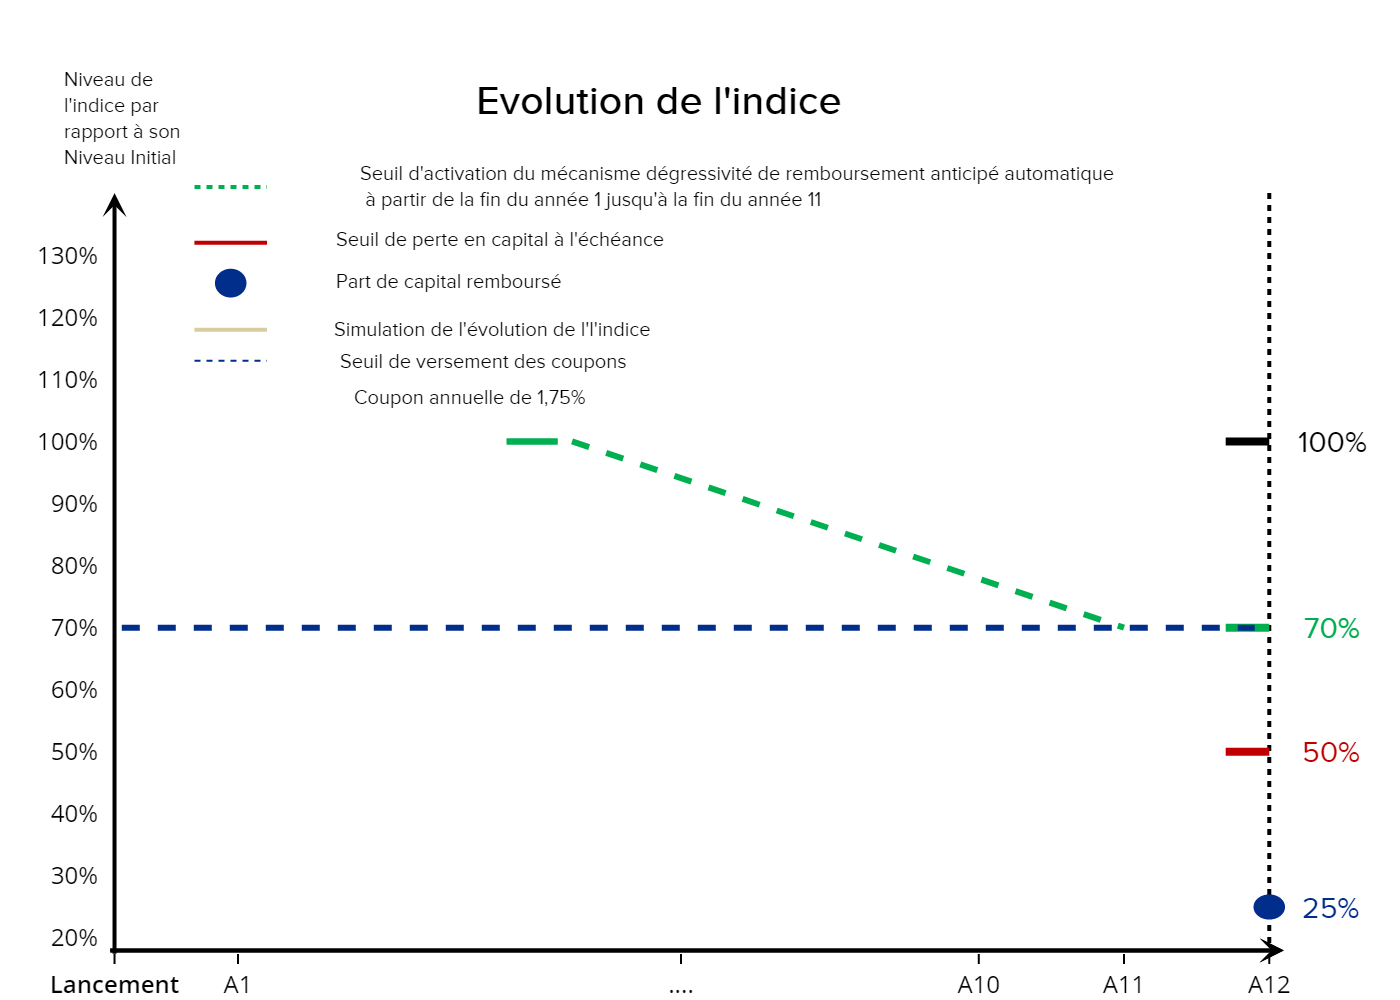 Niveau de
l'indice par
rapport à son
Niveau Initial
Evolution de l'indice
Seuil d'activation du mécanisme dégressivité de remboursement anticipé automatique
à partir de la fin du année 1 jusqu'à la fin du année 11
Seuil de perte en capital à l'échéance
Part de capital remboursé
Simulation de l'évolution de l'l'indice
Seuil de versement des coupons
Coupon annuelle de 1,75%
130%
120%
110%
100%
90%
80%
70%
60%
50%
40%
30%
20%
100%
70%
50%
25%
Lancement A1 .... A10 A11 A12